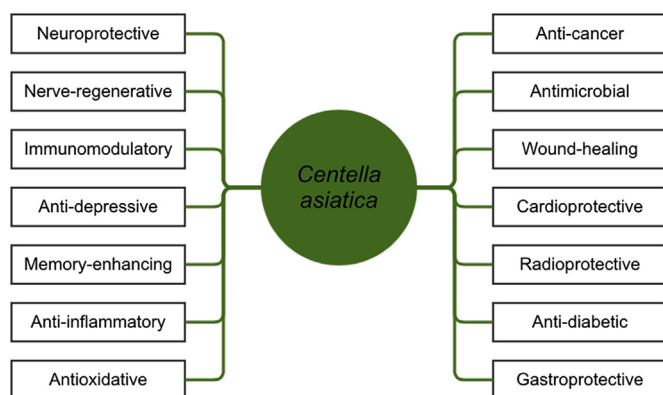 Neuroprotective
Nerve-regenerative
Immunomodulatory
Anti-depressive
Memory-enhancing
Anti-inflammatory
Antioxidative
Centella
asiatica
Anti-cancer
Antimicrobial
Wound-healing
Cardioprotective
Radioprotective
Anti-diabetic
Gastroprotective